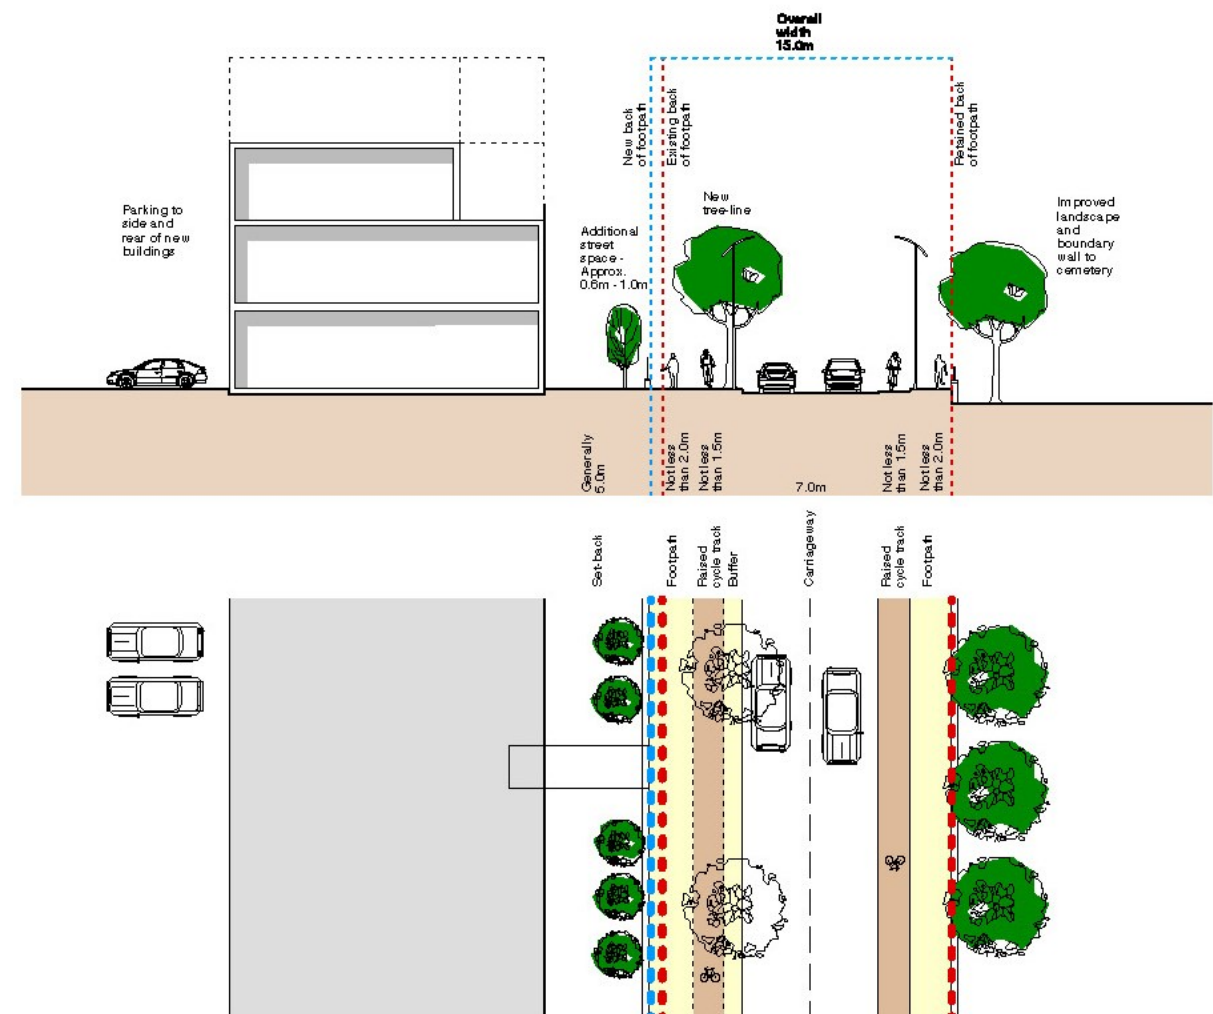 Overall
width
15.0m
New back
of footpath
Existing back
of footpath
Retained back
of footpath
Parking to
side and
rear of new
buildings
Additional
street
space -
Approx.
0.6m - 1.0m
New
tree-line
Improved
landscape
and
boundary
wall to
cemetery
Generally
5.0m
Not less
than 2.0m
Not less
than 1.5m
7.0m
Not less
than 1.5m
Not less
than 2.0m
Set-back
Footpath
Raised
cycle track
Buffer
Carriageway
Raised
cycle track
Footpath